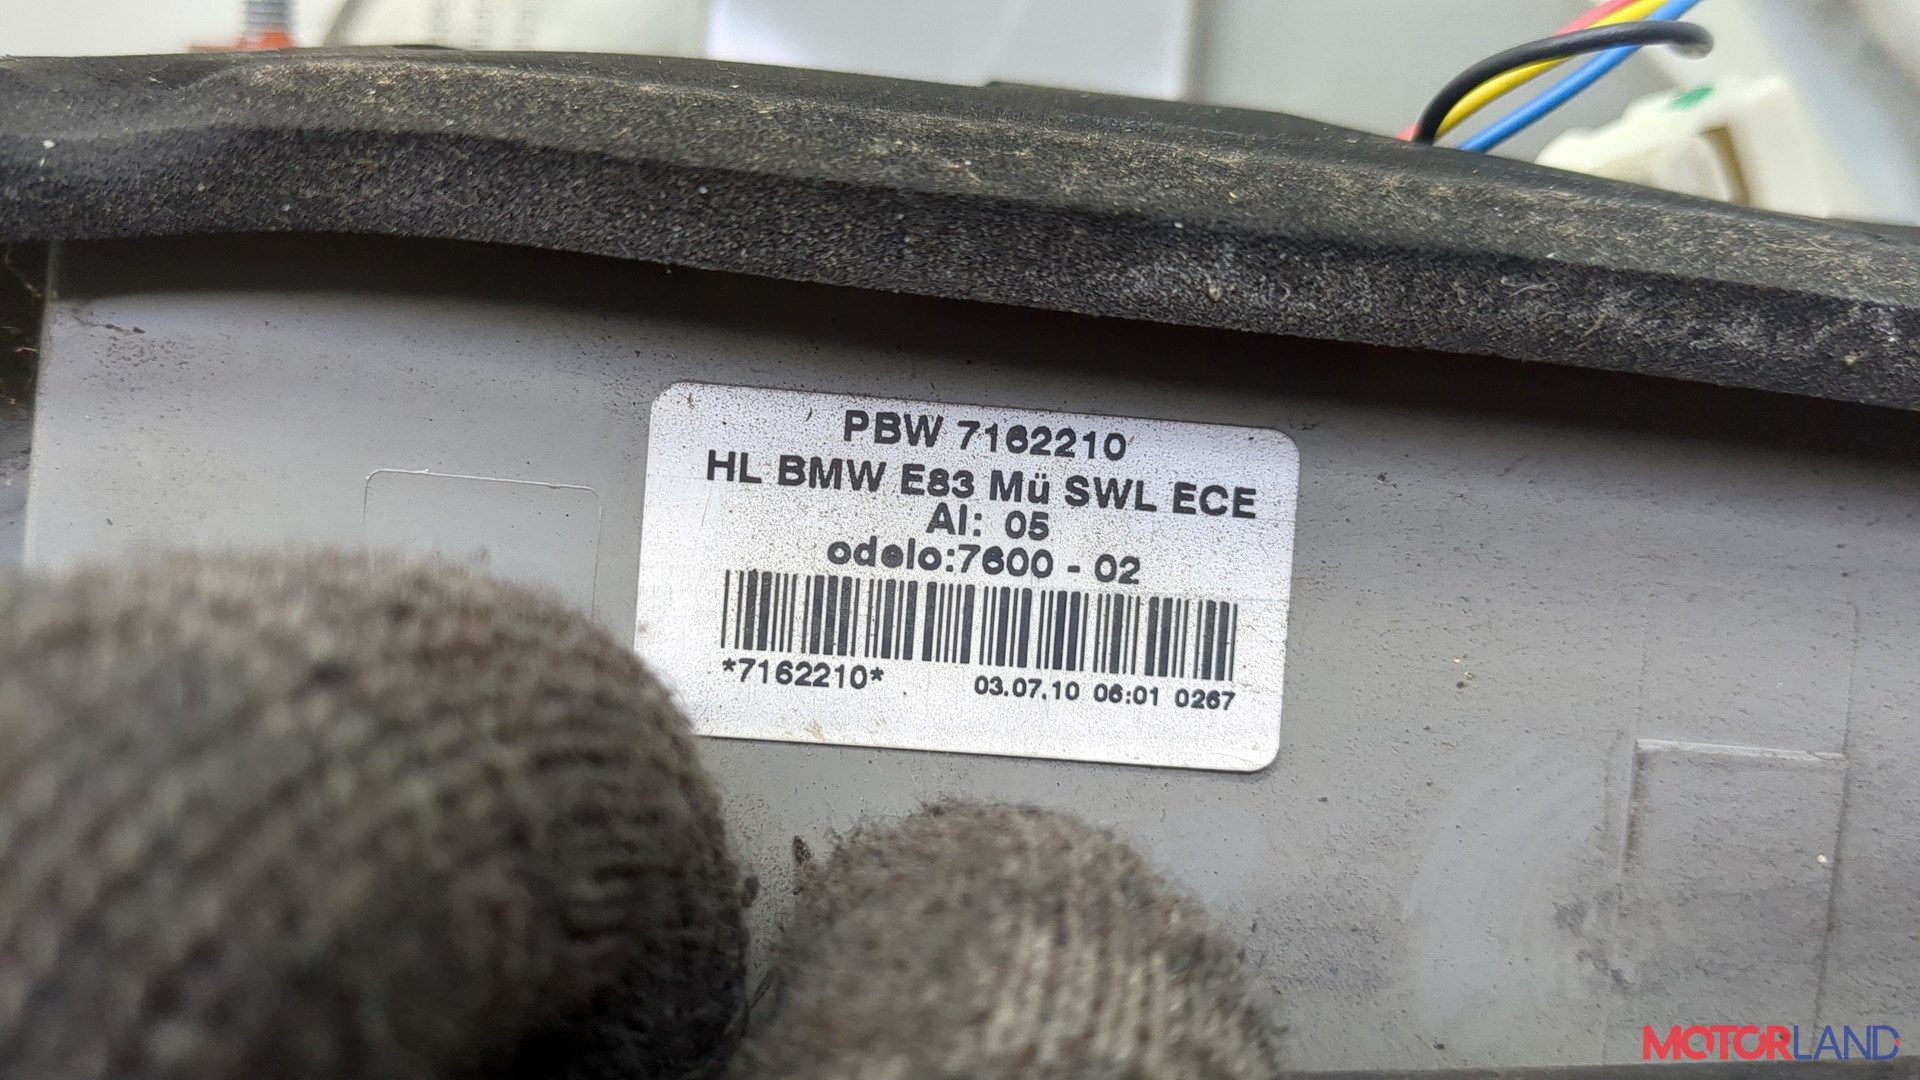 PBW 7162210
HL BMW E83 Mü SWL ECE
AI: 05
odelo:7600 - 02
*7162210* 03.07.10 06:01 0267
MOTORLAND